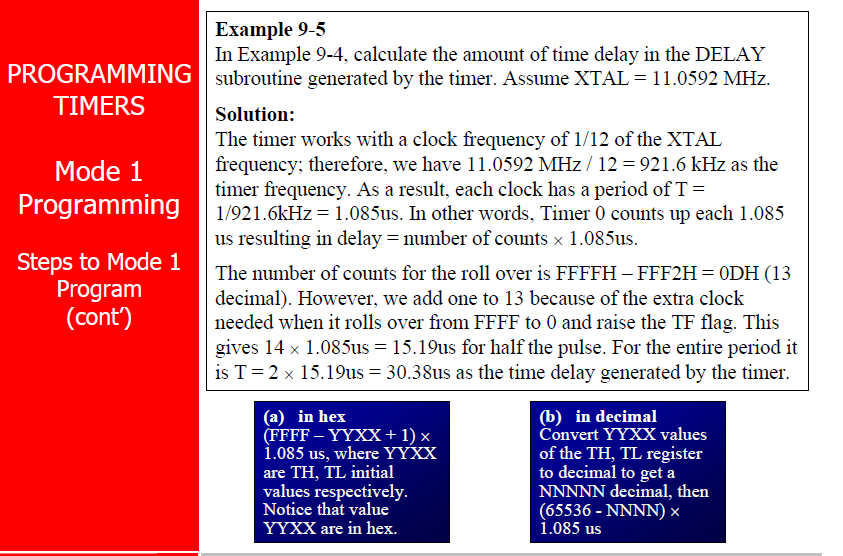 PROGRAMMING
TIMERS
Mode 1
Programming
Steps to Mode 1
Program
(cont’)
Example 9-5
In Example 9-4, calculate the amount of time delay in the DELAY
subroutine generated by the timer. Assume XTAL = 11.0592 MHz.
Solution:
The timer works with a clock frequency of 1/12 of the XTAL
frequency; therefore, we have 11.0592 MHz / 12 = 921.6 kHz as the
timer frequency. As a result, each clock has a period of T =
1/921.6kHz = 1.085us. In other words, Timer 0 counts up each 1.085
us resulting in delay = number of counts × 1.085us.
The number of counts for the roll over is FFFFH – FFF2H = 0DH (13
decimal). However, we add one to 13 because of the extra clock
needed when it rolls over from FFFF to 0 and raise the TF flag. This
gives 14 × 1.085us = 15.19us for half the pulse. For the entire period it
is T = 2 × 15.19us = 30.38us as the time delay generated by the timer.
(a) in hex
(FFFF – YYXX + 1) ×
1.085 us, where YYXX
are TH, TL initial
values respectively.
Notice that value
YYXX are in hex.
(b) in decimal
Convert YYXX values
of the TH, TL register
to decimal to get a
NNNNN decimal, then
(65536 - NNNN) ×
1.085 us